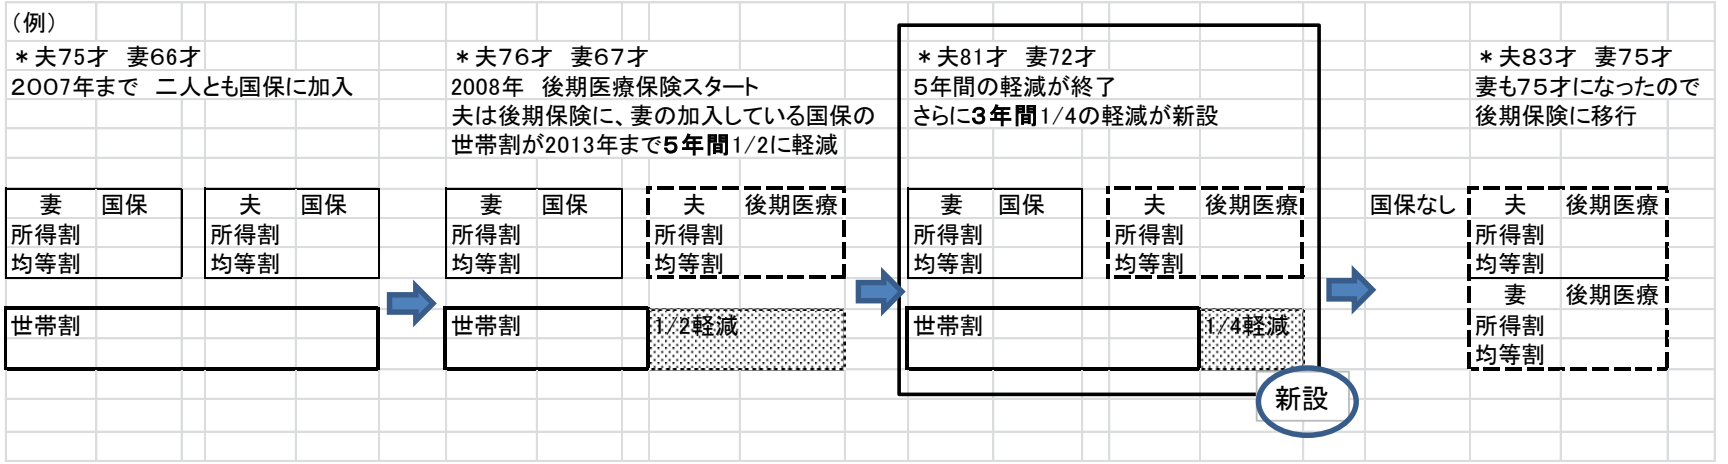 （例）
＊夫75才　妻66才
２００７年まで　二人とも国保に加入
妻　国保
所得割
均等割
夫　国保
所得割
均等割
世帯割
＊夫７６才　妻６７才
2008年　後期医療保険スタート
夫は後期保険に、妻の加入している国保の
世帯割が2013年まで５年間1/2に軽減
妻　国保
所得割
均等割
夫　後期医療
所得割
均等割
世帯割
1/2軽減
＊夫81才　妻72才
５年間の軽減が終了
さらに３年間1/4の軽減が新設
妻　国保
所得割
均等割
夫　後期医療
所得割
均等割
世帯割
1/4軽減
新設
＊夫８３才　妻７５才
妻も７５才になったので
後期保険に移行
国保なし
夫　後期医療
所得割
均等割
妻　後期医療
所得割
均等割